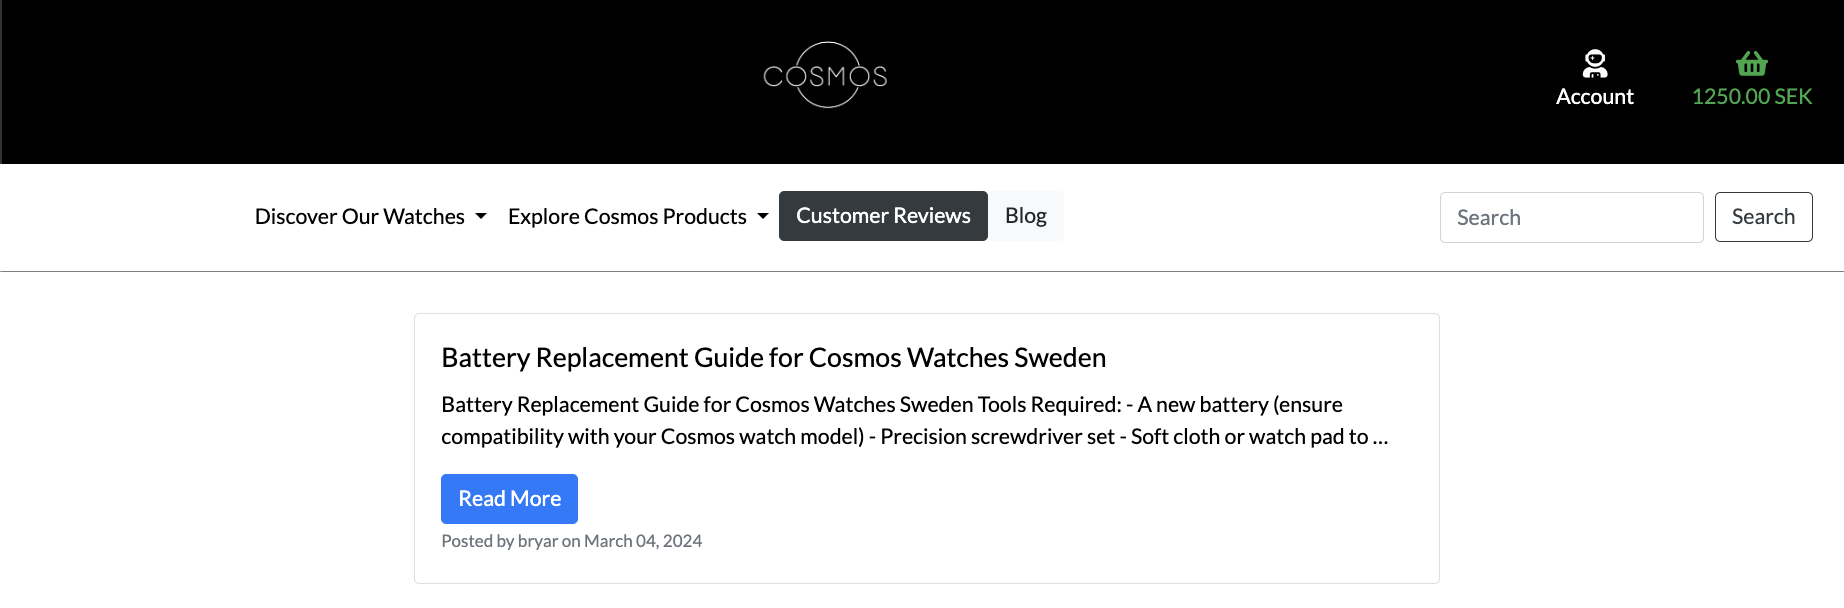 COSMOS
Account
1250.00 SEK
Discover Our Watches
Explore Cosmos Products
Customer Reviews
Blog
Search
Search
Battery Replacement Guide for Cosmos Watches Sweden
Battery Replacement Guide for Cosmos Watches Sweden Tools Required: - A new battery (ensure
compatibility with your Cosmos watch model) - Precision screwdriver set - Soft cloth or watch pad to ...
Read More
Posted by bryar on March 04, 2024